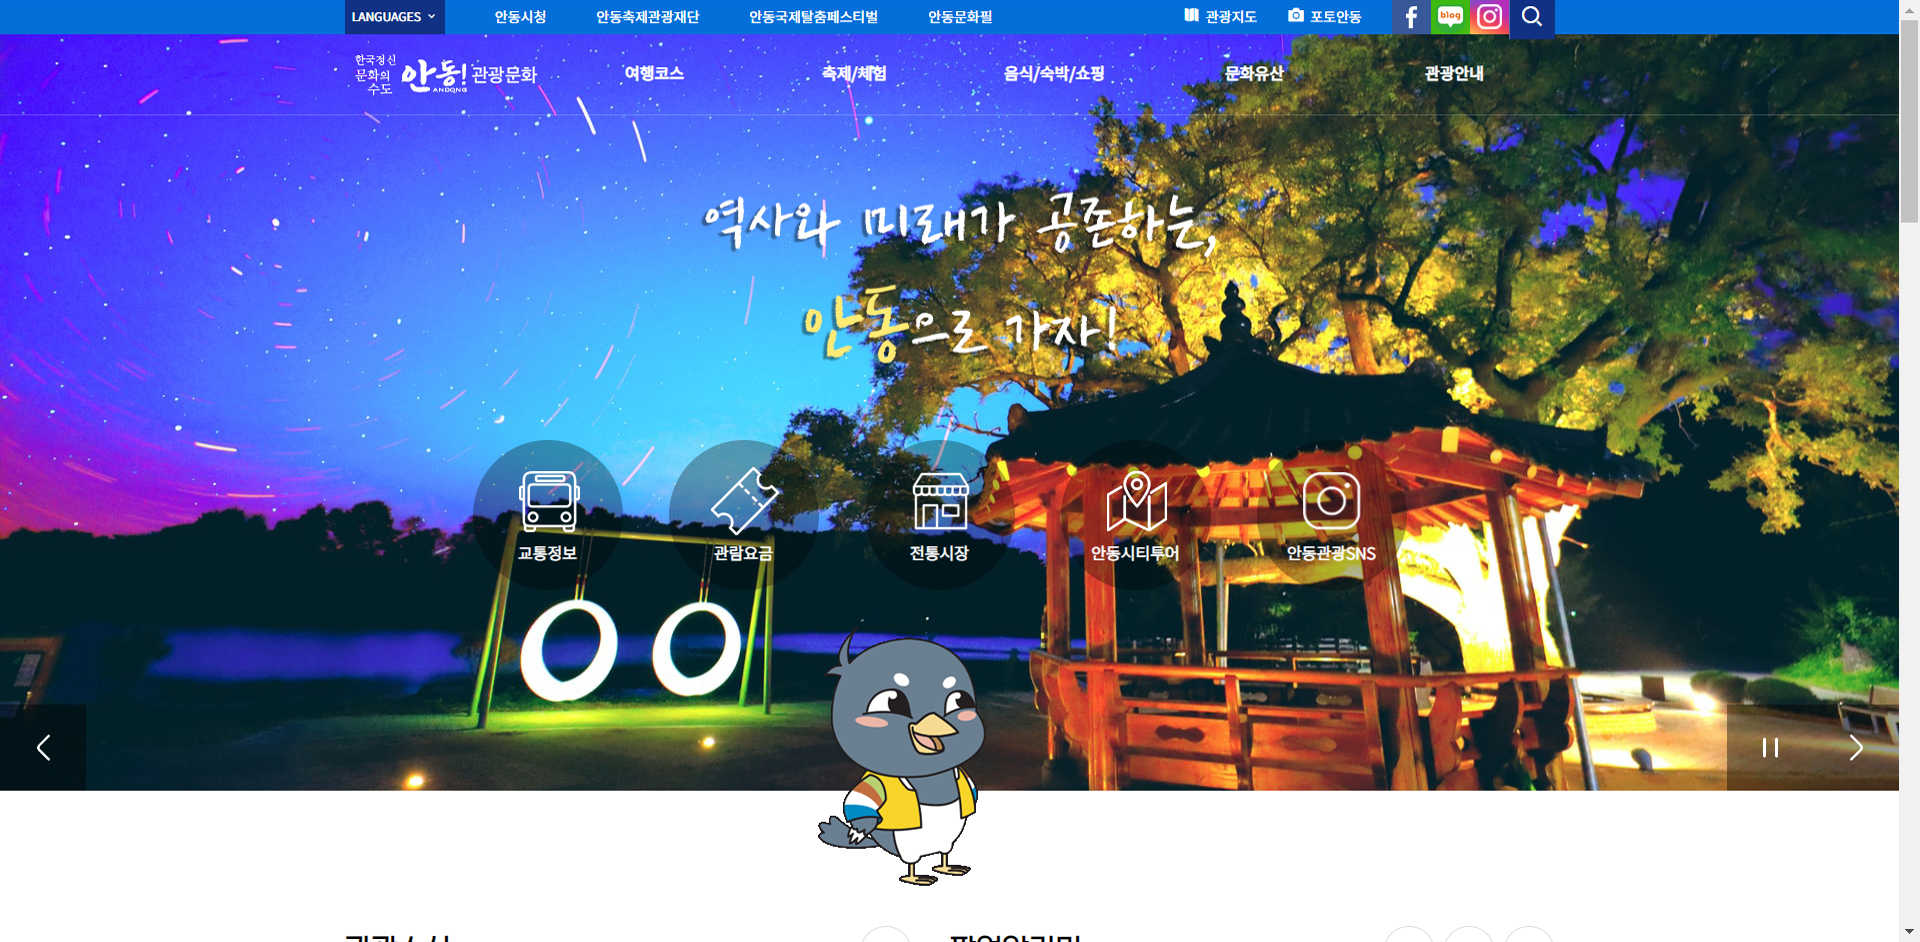 LANGUAGES
안동시청
안동축제관광재단
안동국제탈춤페스티벌
안동문화필
관광지도
포토안동
blog
한국정신
문화의
수도
안동!
ANDONG
관광문화
여행코스
축제/체험
음식/숙박/쇼핑
문화유산
관광안내
역사와 미래가 공존하는,
안동으로 가자!
교통정보
관람요금
전통시장
안동시티투어
안동관광SNS